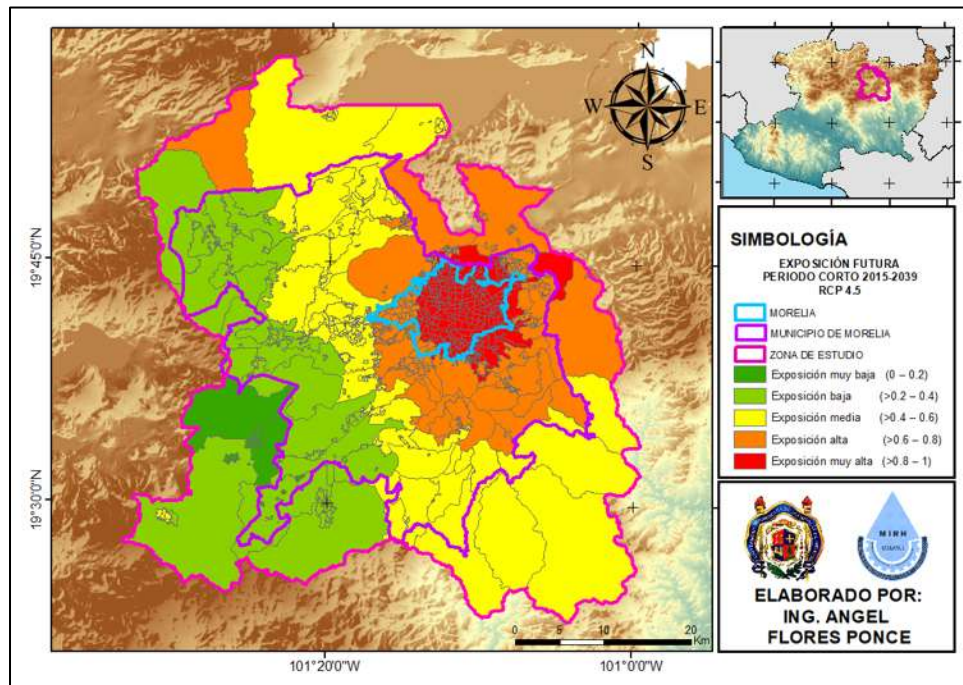 N
W
E
S
19°45'0"N
19°30'0"N
101°20'0"W
101°0'0"W
0
5
10
20
Km
SIMBOLOGÍA
EXPOSICIÓN FUTURA
PERIODO CORTO 2015-2039
RCP 4.5
MORELIA
MUNICIPIO DE MORELIA
ZONA DE ESTUDIO
Exposición muy baja (0 – 0.2)
Exposición baja (>0.2 – 0.4)
Exposición media (>0.4 – 0.6)
Exposición alta (>0.6 – 0.8)
Exposición muy alta (>0.8 – 1)
MIRH
ELABORADO POR:
ING. ANGEL
FLORES PONCE